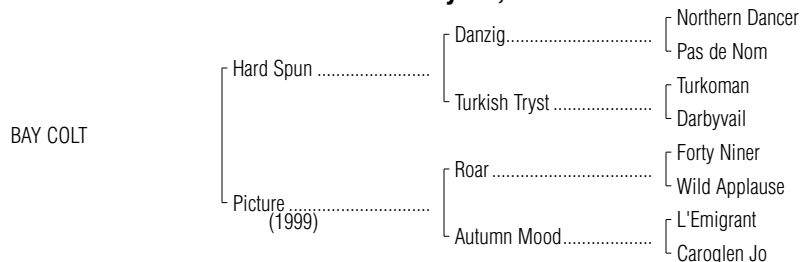 Northern Dancer
Danzig...............................
Pas de Nom
Hard Spun ........................
Turkoman
Turkish Tryst .....................
Darbyvail
BAY COLT
Forty Niner
Roar ..................................
Wild Applause
Picture ..............................
(1999)
L'Emigrant
Autumn Mood...................
Caroglen Jo